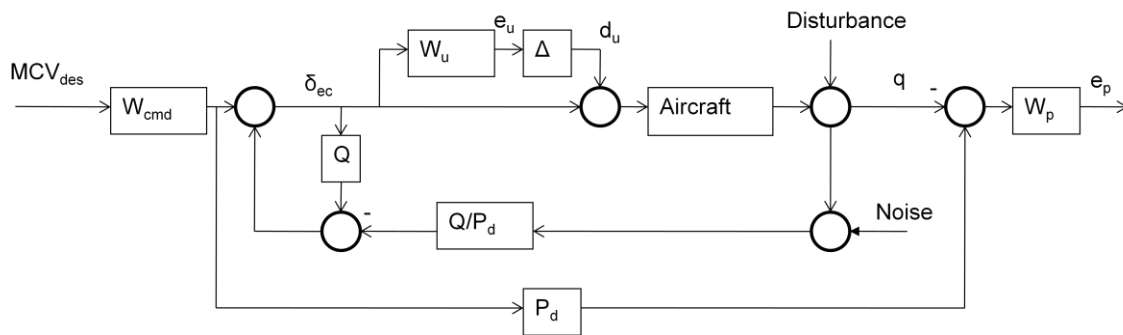 Disturbance
e_u
d_u
W_u
Δ
MCV_des
δ_ec
q
-
e_p
W_cmd
Aircraft
W_p
Q
-
Q/P_d
Noise
P_d